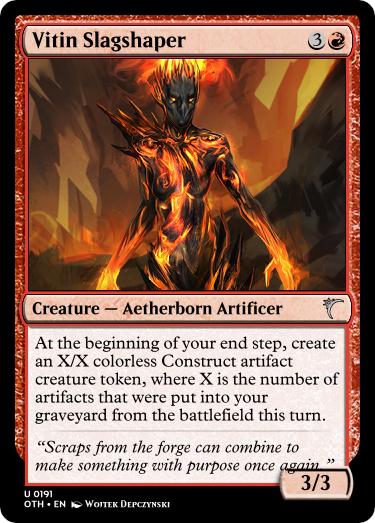 Vitin Slagshaper 3
Creature — Aetherborn Artificer
At the beginning of your end step, create
an X/X colorless Construct artifact
creature token, where X is the number of
artifacts that were put into your
graveyard from the battlefield this turn.
“Scraps from the forge can combine to
make something with purpose once again.”
3/3
U 0191
OTH • EN Wojtek Depczynski